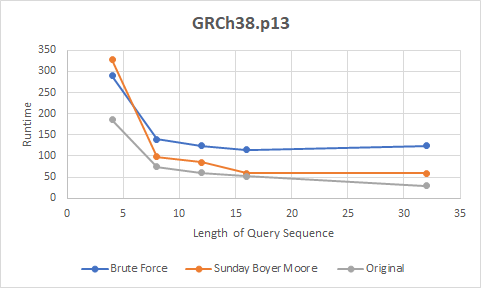 GRCh38.p13
350
300
250
200
150
100
50
0
Runtime
0 5 10 15 20 25 30 35
Length of Query Sequence
Brute Force Sunday Boyer Moore Original